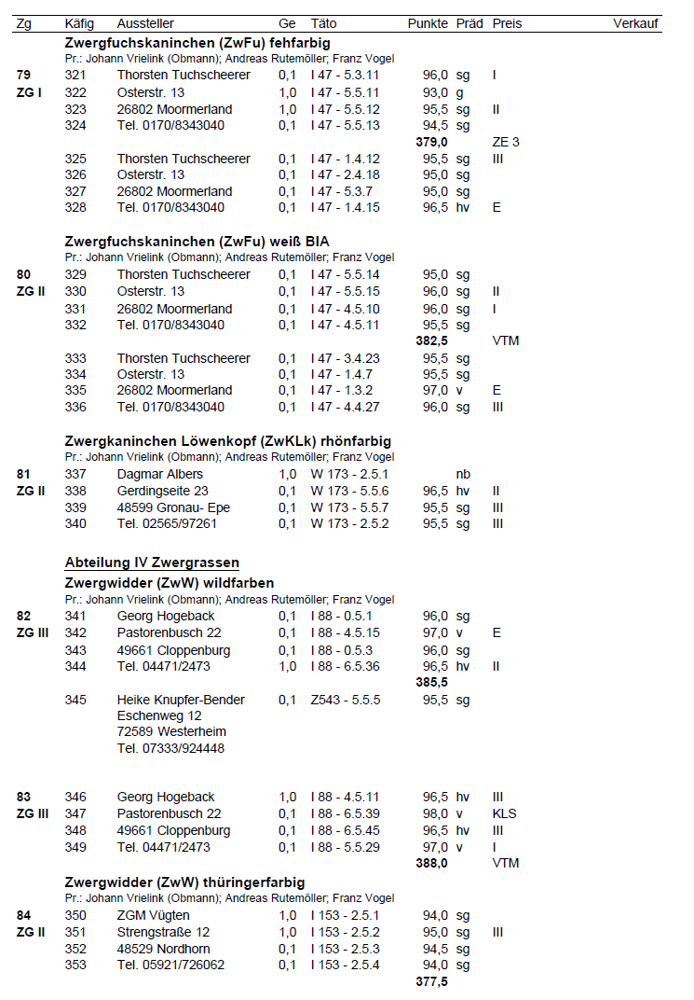 Zg Käfig Aussteller Ge Täto Punkte Präd Preis Verkauf
Zwergfuchskaninchen (ZwFu) fehfarbig
Pr.: Johann Vrielink (Obmann); Andreas Rutemöller; Franz Vogel
79 321 Thorsten Tuchscheerer 0,1 I 47 - 5.3.11 96,0 sg I
ZG I 322 Osterstr. 13 1,0 I 47 - 5.5.11 93,0 g
323 26802 Moormerland 1,0 I 47 - 5.5.12 95,5 sg II
324 Tel. 0170/8343040 0,1 I 47 - 5.5.13 94,5 sg
379,0 ZE 3
325 Thorsten Tuchscheerer 0,1 I 47 - 1.4.12 95,5 sg III
326 Osterstr. 13 0,1 I 47 - 2.4.18 95,0 sg
327 26802 Moormerland 0,1 I 47 - 5.3.7 95,0 sg
328 Tel. 0170/8343040 0,1 I 47 - 1.4.15 96,5 hv E
Zwergfuchskaninchen (ZwFu) weiß BIA
Pr.: Johann Vrielink (Obmann); Andreas Rutemöller; Franz Vogel
80 329 Thorsten Tuchscheerer 0,1 I 47 - 5.5.14 95,0 sg
ZG II 330 Osterstr. 13 0,1 I 47 - 5.5.15 96,0 sg II
331 26802 Moormerland 0,1 I 47 - 4.5.10 96,0 sg I
332 Tel. 0170/8343040 0,1 I 47 - 4.5.11 95,5 sg
382,5 VTM
333 Thorsten Tuchscheerer 0,1 I 47 - 3.4.23 95,5 sg
334 Osterstr. 13 0,1 I 47 - 1.4.7 95,5 sg
335 26802 Moormerland 0,1 I 47 - 1.3.2 97,0 v E
336 Tel. 0170/8343040 0,1 I 47 - 4.4.27 96,0 sg III
Zwergkaninchen Löwenkopf (ZwKLk) rhönfarbig
Pr.: Johann Vrielink (Obmann); Andreas Rutemöller; Franz Vogel
81 337 Dagmar Albers 1,0 W 173 - 2.5.1 nb
ZG II 338 Gerdingseite 23 0,1 W 173 - 5.5.6 96,5 hv II
339 48599 Gronau- Epe 0,1 W 173 - 5.5.7 95,5 sg III
340 Tel. 02565/97261 0,1 W 173 - 2.5.2 95,5 sg III
Abteilung IV Zwergrassen
Zwergwidder (ZwW) wildfarben
Pr.: Johann Vrielink (Obmann); Andreas Rutemöller; Franz Vogel
82 341 Georg Hogeback 0,1 I 88 - 0.5.1 96,0 sg
ZG III 342 Pastorenbusch 22 0,1 I 88 - 4.5.15 97,0 v E
343 49661 Cloppenburg 0,1 I 88 - 0.5.3 96,0 sg
344 Tel. 04471/2473 1,0 I 88 - 6.5.36 96,5 hv II
385,5
345 Heike Knupfer-Bender 0,1 Z543 - 5.5.5 95,5 sg
Eschenweg 12
72589 Westerheim
Tel. 07333/924448
83 346 Georg Hogeback 1,0 I 88 - 4.5.11 96,5 hv III
ZG III 347 Pastorenbusch 22 0,1 I 88 - 6.5.39 98,0 v KLS
348 49661 Cloppenburg 0,1 I 88 - 6.5.45 96,5 hv III
349 Tel. 04471/2473 0,1 I 88 - 5.5.29 97,0 v I
388,0 VTM
Zwergwidder (ZwW) thüringerfarbig
Pr.: Johann Vrielink (Obmann); Andreas Rutemöller; Franz Vogel
84 350 ZGM Vügten 1,0 I 153 - 2.5.1 94,0 sg
ZG II 351 Strengstraße 12 1,0 I 153 - 2.5.2 95,0 sg III
352 48529 Nordhorn 0,1 I 153 - 2.5.3 94,5 sg
353 Tel. 05921/726062 0,1 I 153 - 2.5.4 94,0 sg
377,5